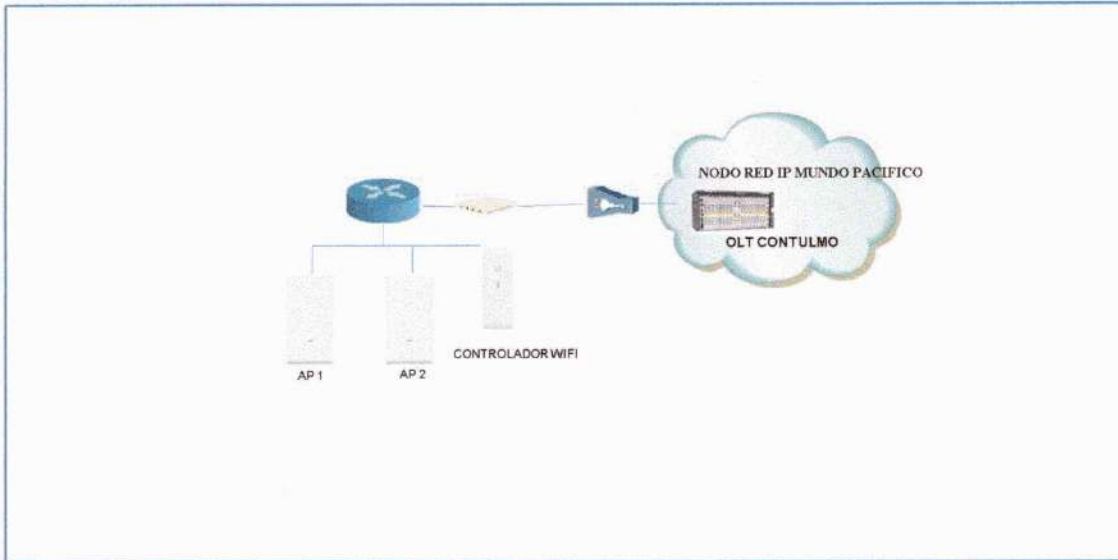 NODO RED IP MUNDO PACIFICO
OLT CONTULMO
CONTROLADOR WIFI
AP 1
AP 2